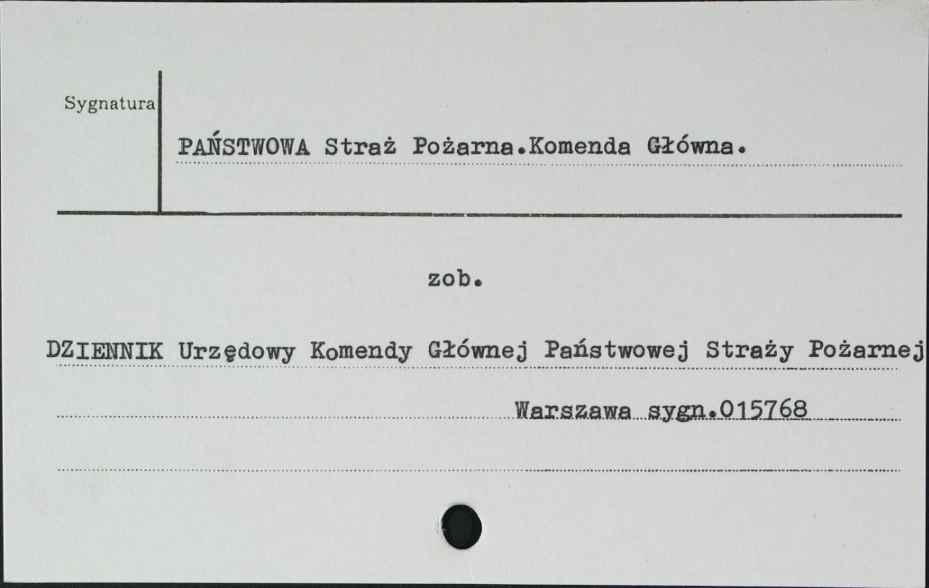 Sygnatura
PAŃSTWOWA Straż Pożarna.Komenda Główna.
zob.
DZIENNIK Urzędowy Komendy Głównej Państwowej Straży Pożarnej
Warszawa sygn.015768